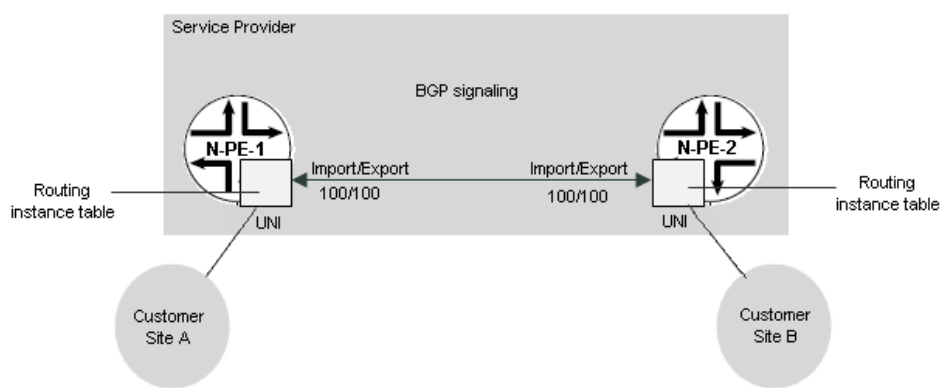 Service Provider
BGP signaling
N-PE-1
N-PE-2
Import/Export
100/100
Import/Export
100/100
Routing
instance table
Routing
instance table
UNI
UNI
Customer
Site A
Customer
Site B